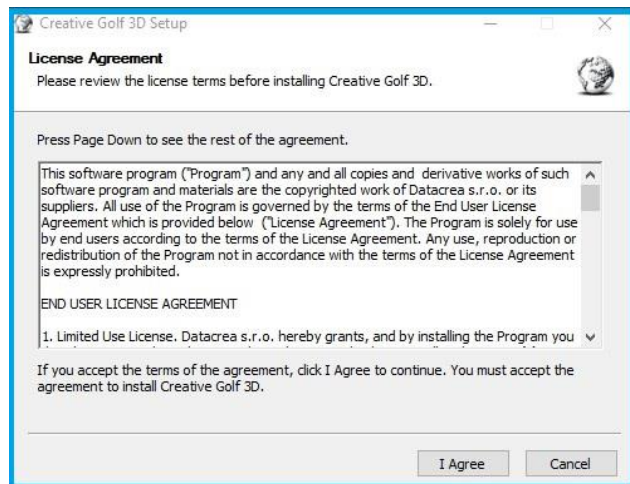 Creative Golf 3D Setup
License Agreement
Please review the license terms before installing Creative Golf 3D.
Press Page Down to see the rest of the agreement.
This software program ("Program") and any and all copies and derivative works of such
software program and materials are the copyrighted work of Datacrea s.r.o. or its
suppliers. All use of the Program is governed by the terms of the End User License
Agreement which is provided below ("License Agreement"). The Program is solely for use
by end users according to the terms of the License Agreement. Any use, reproduction or
redistribution of the Program not in accordance with the terms of the License Agreement
is expressly prohibited.
END USER LICENSE AGREEMENT
1. Limited Use License. Datacrea s.r.o. hereby grants, and by installing the Program you
If you accept the terms of the agreement, click I Agree to continue. You must accept the
agreement to install Creative Golf 3D.
I Agree
Cancel